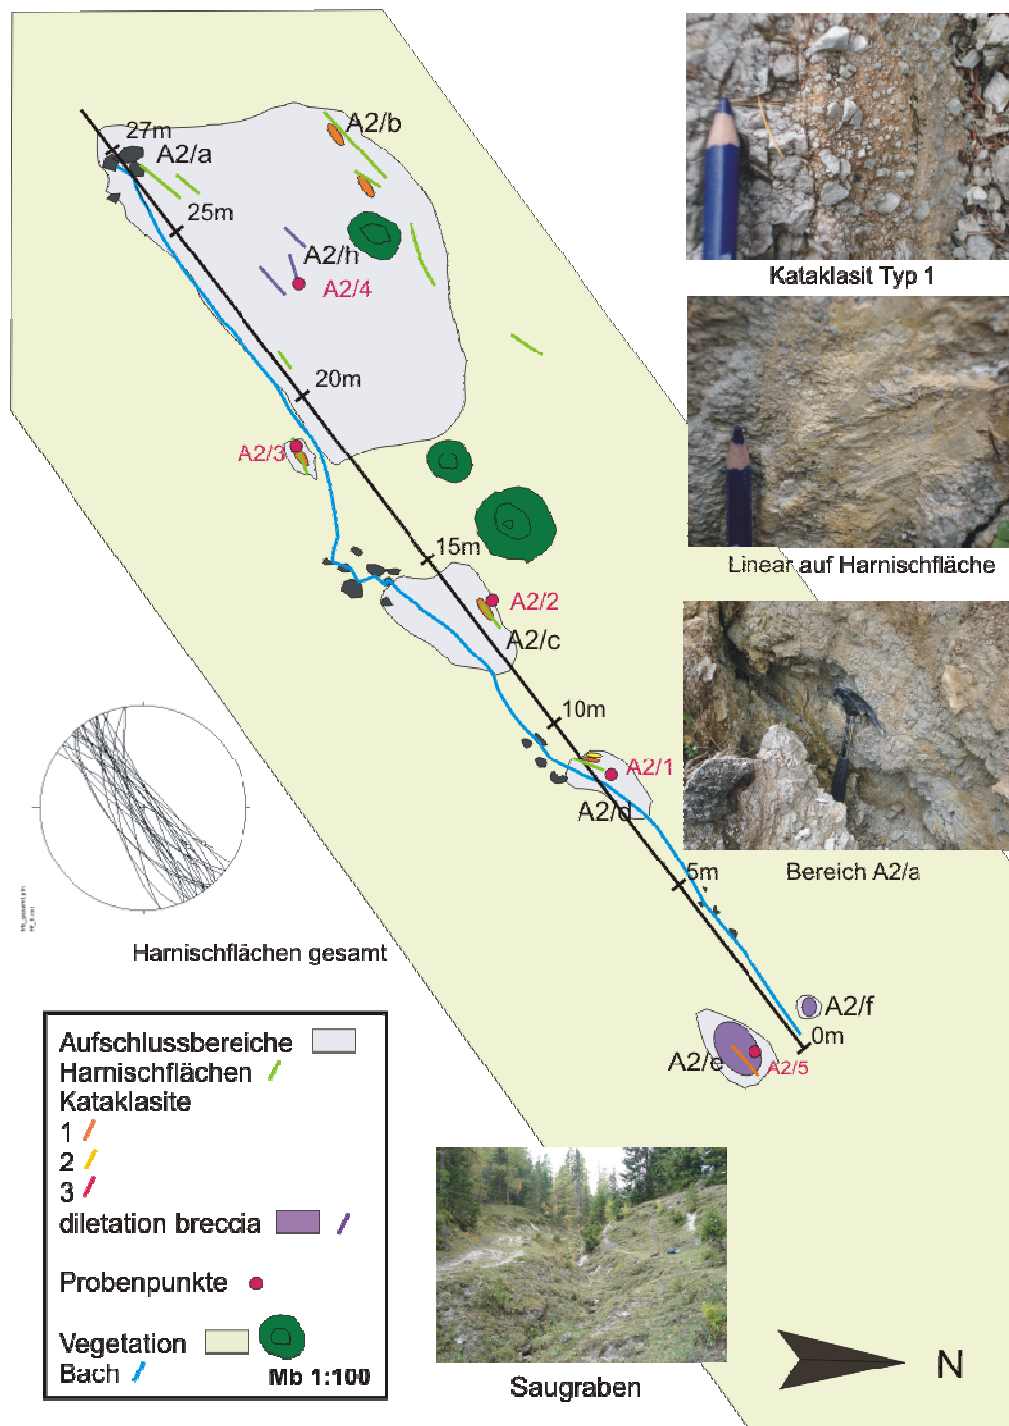 A2/b
27m
A2/a
25m
A2/h
A2/4
20m
A2/3
15m
A2/2
A2/c
10m
A2/1
A2/d
5m
A2/f
0m
A2/e
A2/5
Kataklasit Typ 1
Linear auf Harnischfläche
Bereich A2/a
Harnischflächen gesamt
Aufschlussbereiche
Harnischflächen
Kataklasite
1
2
3
diletation breccia
Probenpunkte
Vegetation
Bach
Mb 1:100
Saugraben
N